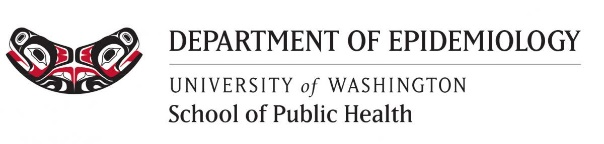 DEPARTMENT OF EPIDEMIOLOGY
UNIVERSITY of WASHINGTON
School of Public Health